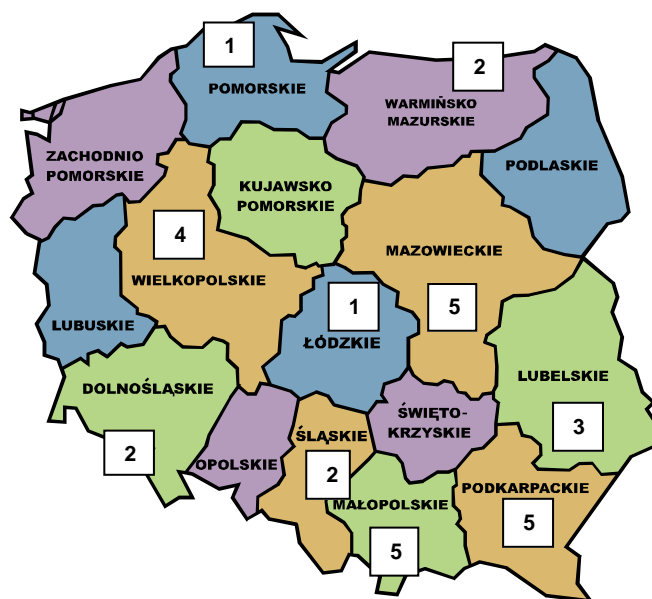 1
POMORSKIE
2
WARMIŃSKO
MAZURSKIE
ZACHODNIO
POMORSKIE
PODLASKIE
KUJAWSKO
POMORSKIE
4
WIELKOPOLSKIE
MAZOWIECKIE
5
1
ŁÓDZKIE
LUBUSKIE
DOLNOŚLĄSKIE
2
LUBELSKIE
3
ŚWIĘTO-
KRZYSKIE
OPOLSKIE
ŚLĄSKIE
2
MAŁOPOLSKIE
5
PODKARPACKIE
5